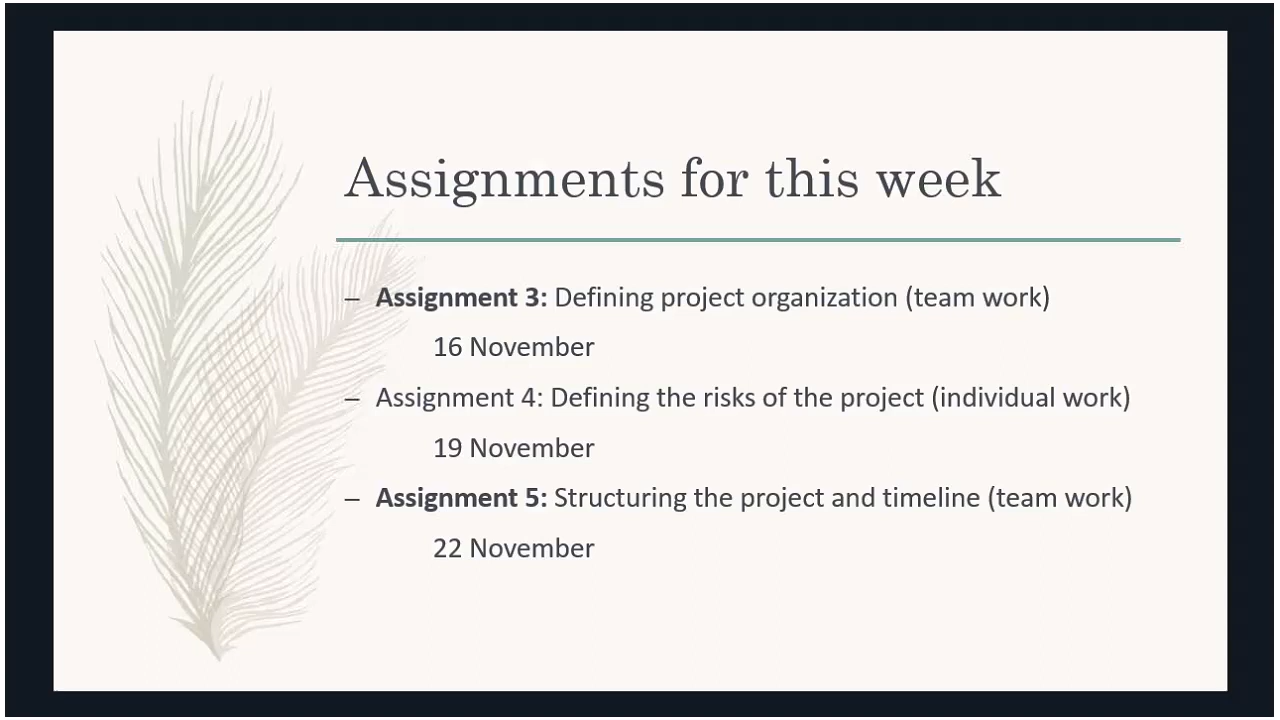 Assignments for this week
– Assignment 3: Defining project organization (team work)
16 November
– Assignment 4: Defining the risks of the project (individual work)
19 November
– Assignment 5: Structuring the project and timeline (team work)
22 November